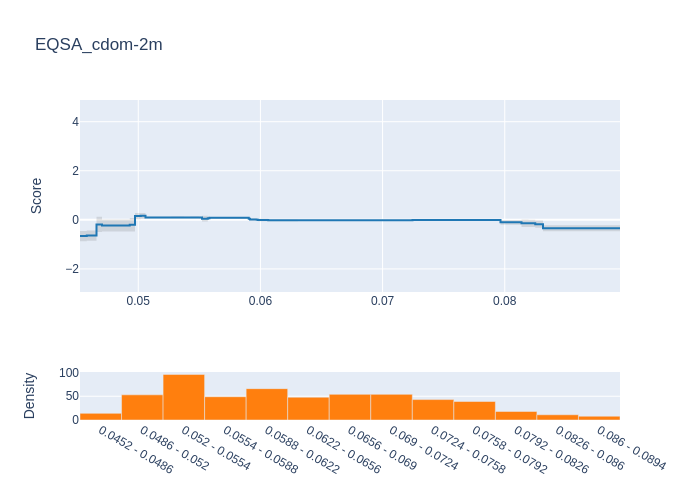 EQSA_cdom-2m
Score
4
2
0
−2
0.05
0.06
0.07
0.08
Density
100
50
0
0.0452 - 0.0486
0.0486 - 0.052
0.052 - 0.0554
0.0554 - 0.0588
0.0588 - 0.0622
0.0622 - 0.0656
0.0656 - 0.069
0.069 - 0.0724
0.0724 - 0.0758
0.0758 - 0.0792
0.0792 - 0.0826
0.0826 - 0.086
0.086 - 0.0894